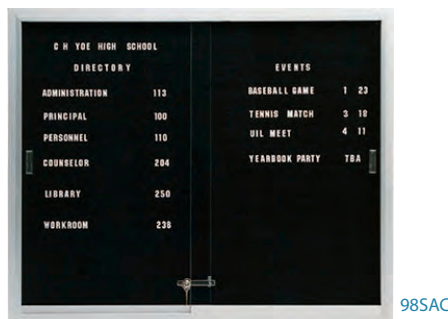 C H YOE HIGH SCHOOL
DIRECTORY
ADMINISTRATION 113
PRINCIPAL 100
PERSONNEL 110
COUNSELOR 204
LIBRARY 250
WORKROOM 238
EVENTS
BASEBALL GAME 1 23
TENNIS MATCH 3 18
UIL MEET 4 11
YEARBOOK PARTY TBA
98SAC